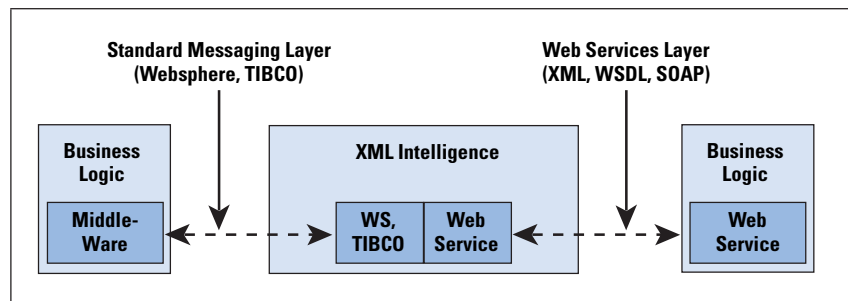 Standard Messaging Layer
(Websphere, TIBCO)
Web Services Layer
(XML, WSDL, SOAP)
Business
Logic
Middle-
Ware
XML Intelligence
WS,
TIBCO
Web
Service
Business
Logic
Web
Service